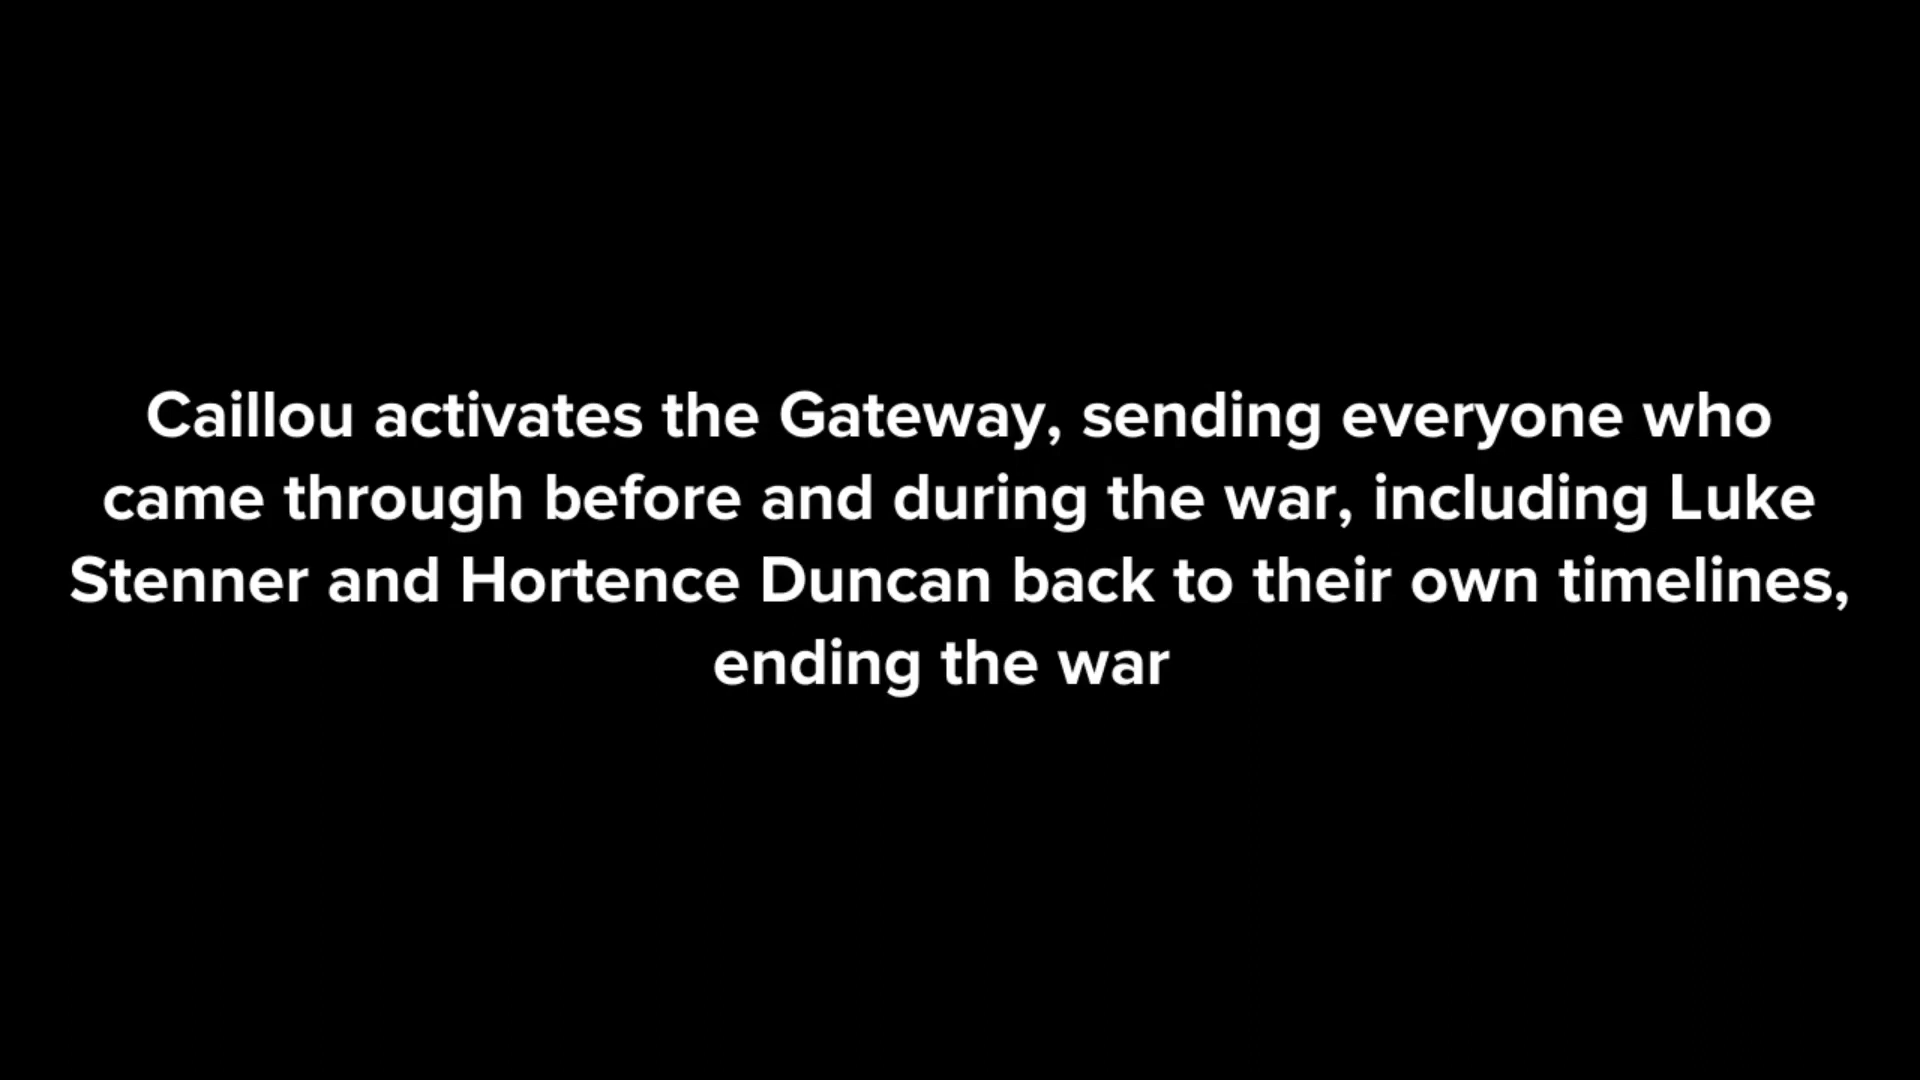 Caillou activates the Gateway, sending everyone who
came through before and during the war, including Luke
Stenner and Hortence Duncan back to their own timelines,
ending the war